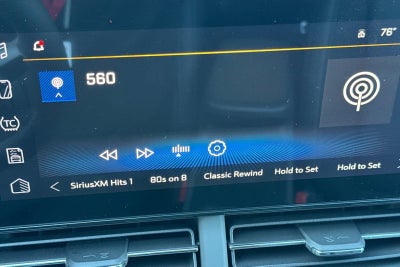 76°
560
TC
SiriusXM Hits 1 80s on 8 Classic Rewind Hold to Set Hold to Set